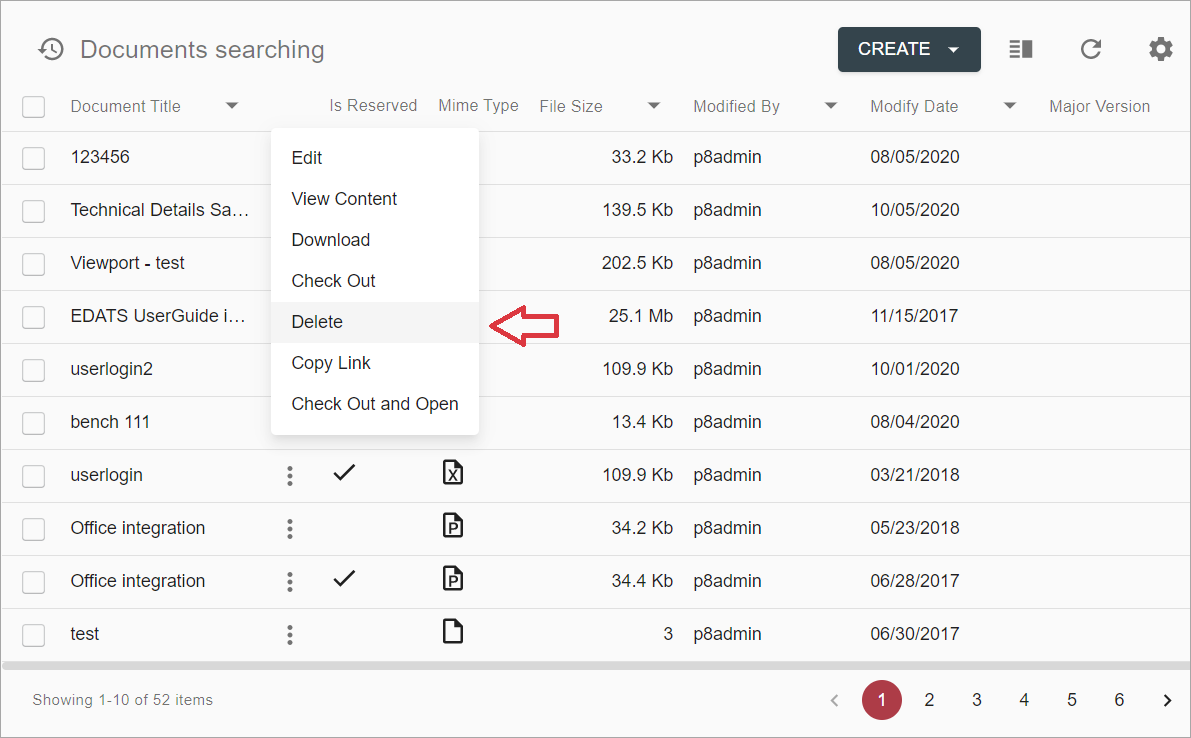 Documents searching
CREATE
Document Title Is Reserved Mime Type File Size Modified By Modify Date Major Version
123456 33.2 Kb p8admin 08/05/2020
Technical Details Sa… 139.5 Kb p8admin 10/05/2020
Viewport - test 202.5 Kb p8admin 08/05/2020
EDATS UserGuide i… 25.1 Mb p8admin 11/15/2017
userlogin2 109.9 Kb p8admin 10/01/2020
bench 111 13.4 Kb p8admin 08/04/2020
Edit
View Content
Download
Check Out
Delete
Copy Link
Check Out and Open
userlogin X 109.9 Kb p8admin 03/21/2018
Office integration P 34.2 Kb p8admin 05/23/2018
Office integration P 34.4 Kb p8admin 06/28/2017
test 3 p8admin 06/30/2017
Showing 1-10 of 52 items 1 2 3 4 5 6